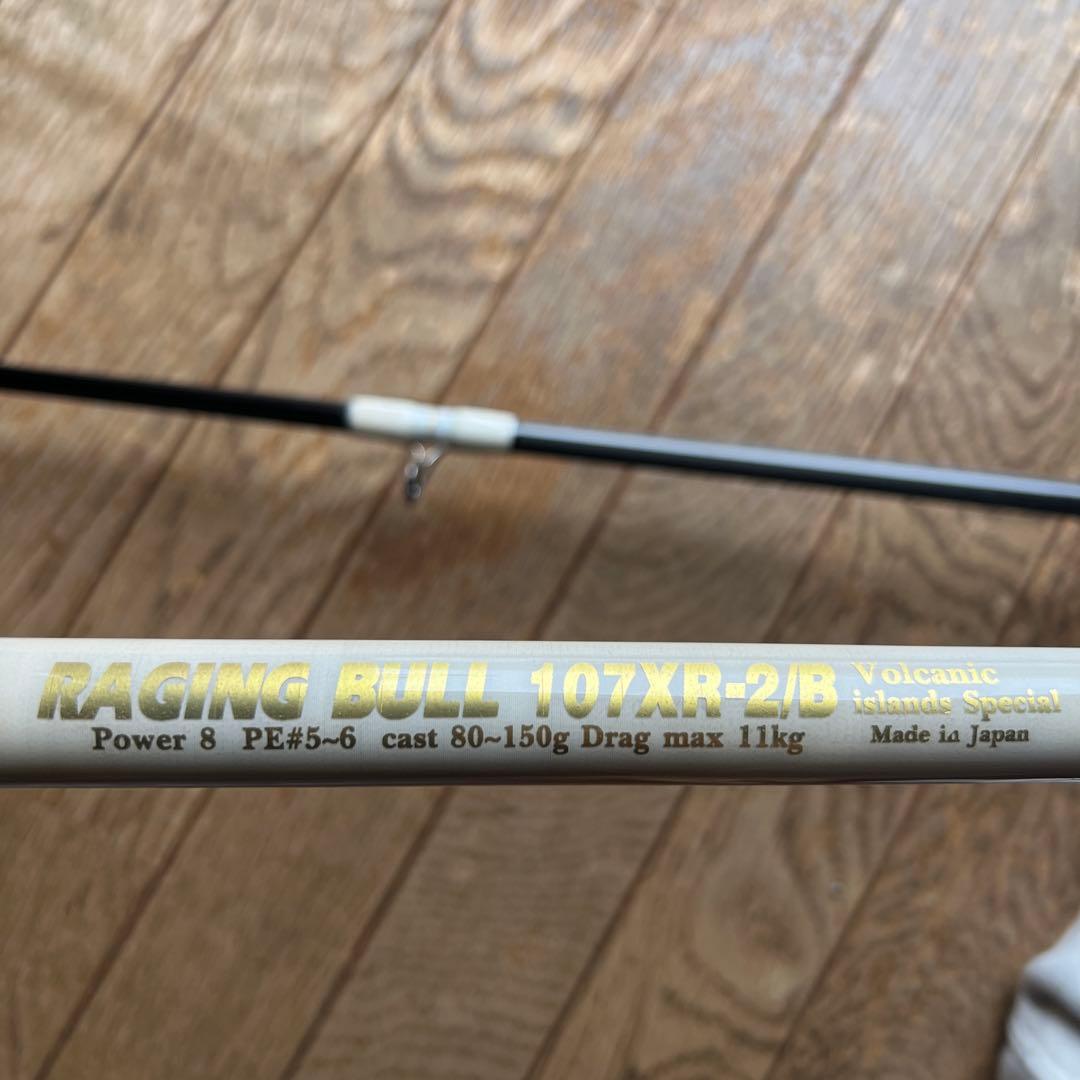 RAGING BULL 107XR-2/B Volcanic
islands Special
Power 8 PE#5~6 cast 80~150g Drag max 11kg Made in Japan